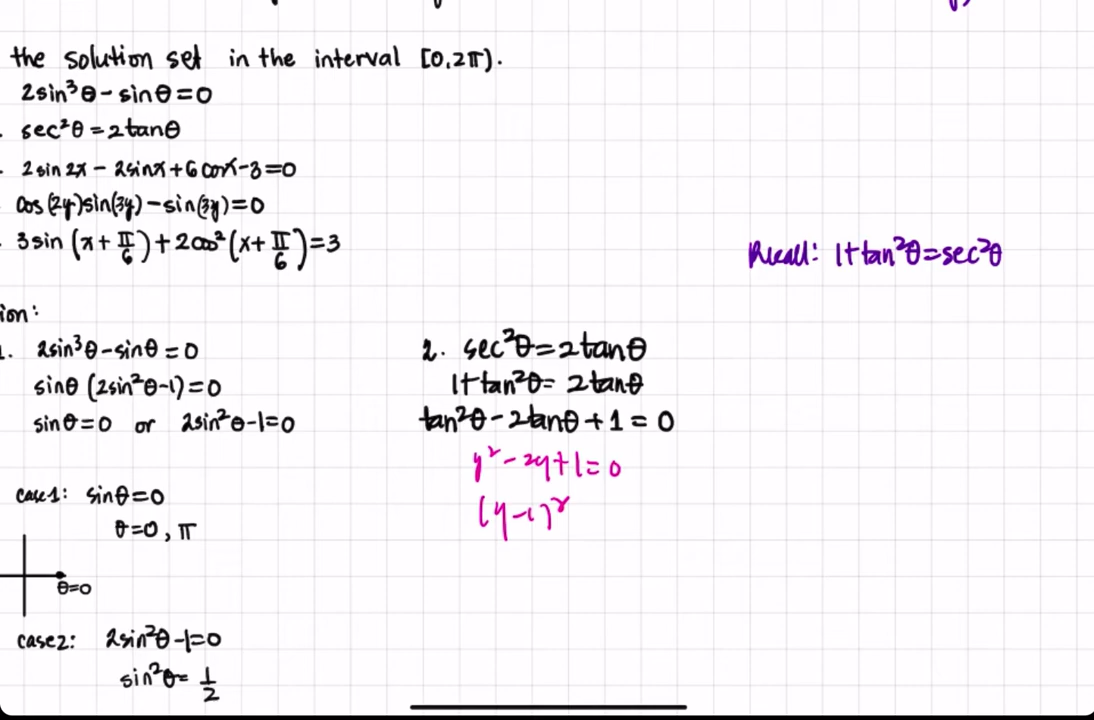 the solution set in the interval [0,2π).
2sin³θ - sinθ = 0
. sec²θ = 2tanθ
. 2sin2x - 2sinx + 6cosx - 3 = 0
cos(2y)sin(3y) - sin(3y) = 0
. 3sin(x + π/6) + 2cos²(x + π/6) = 3
Recall: 1+tan²θ=sec²θ
ion:
1. 2sin³θ - sinθ = 0
sinθ (2sin²θ - 1) = 0
sinθ = 0 or 2sin²θ - 1 = 0
case1: sinθ = 0
θ=0, π
θ=0
case2: 2sin²θ - 1 = 0
sin²θ = 1/2
2. sec²θ = 2tanθ
1+tan²θ = 2tanθ
tan²θ - 2tanθ + 1 = 0
y² - 2y + 1 = 0
(y-1)²